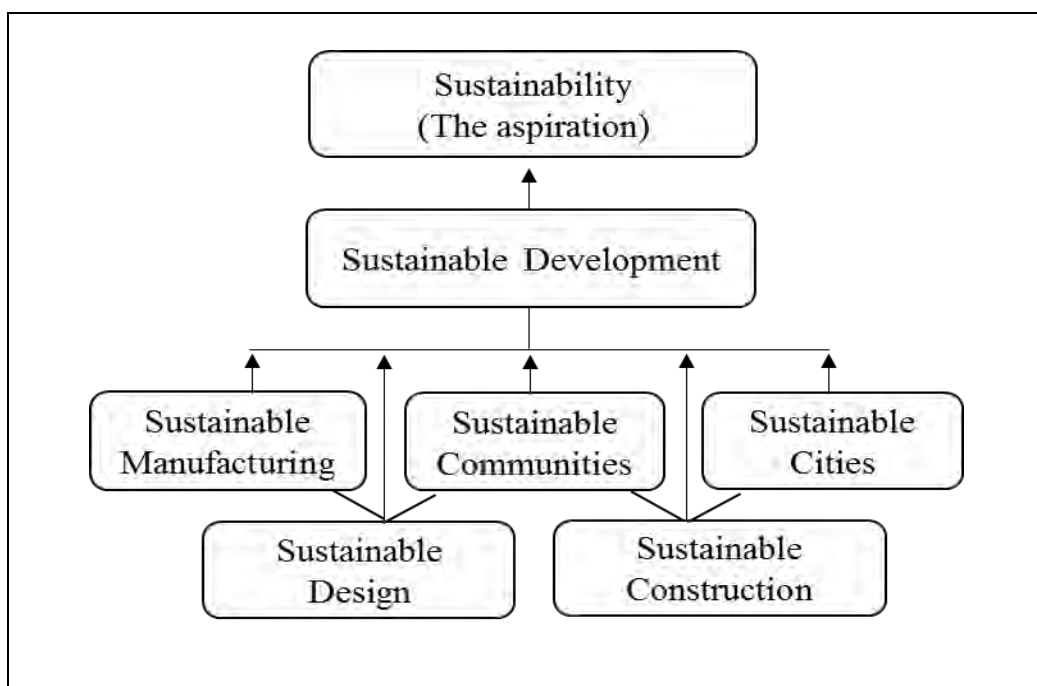 Sustainability
(The aspiration)
Sustainable Development
Sustainable
Manufacturing
Sustainable
Communities
Sustainable
Cities
Sustainable
Design
Sustainable
Construction